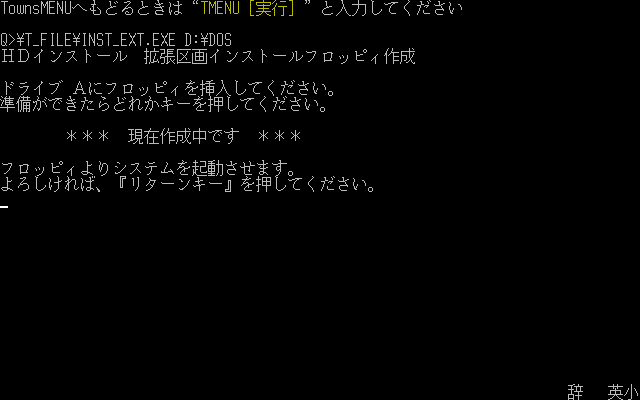 TownsMENUへもどるときは“TMENU [実行] ”と入力してください
Q>¥T_FILE¥INST_EXT.EXE D:¥DOS
HDインストール　拡張区画インストールフロッピィ作成
ドライブ Aにフロッピィを挿入してください。
準備ができたらどれかキーを押してください。
＊＊＊　現在作成中です　＊＊＊
フロッピィよりシステムを起動させます。
よろしければ、『リターンキー』を押してください。
辞　英小